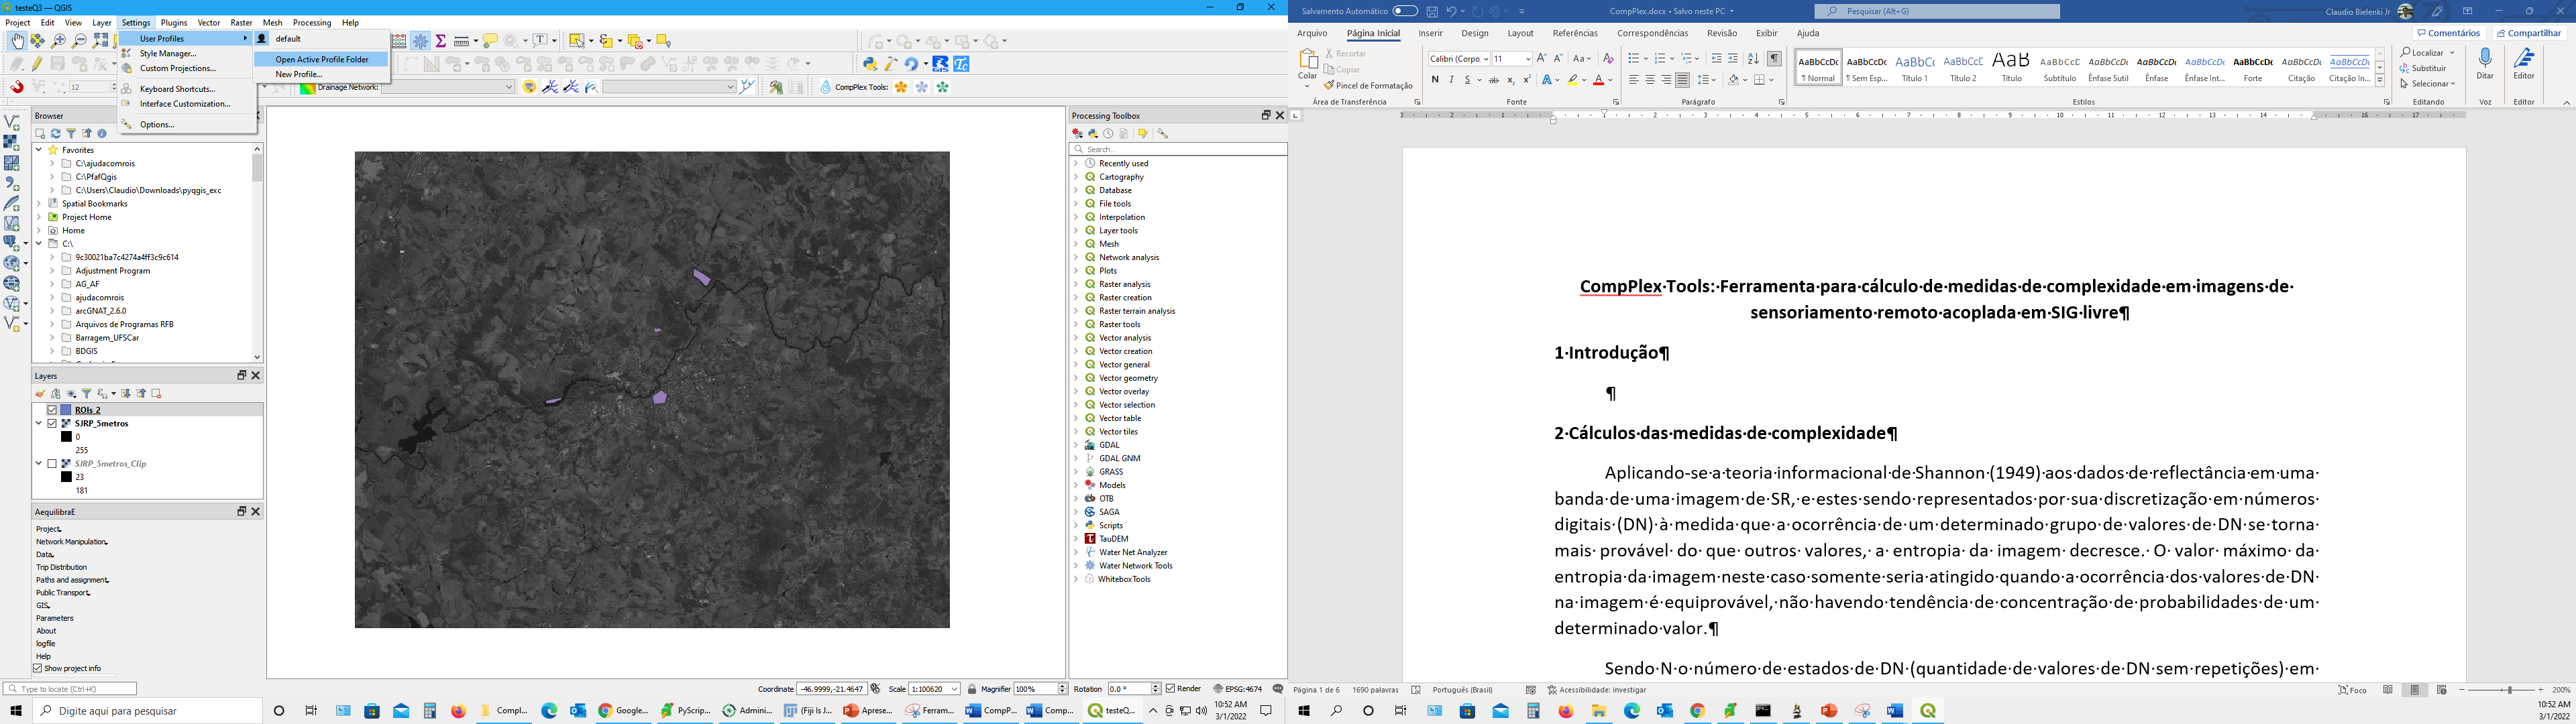 testeQ3 — QGIS
Project Edit View Layer Settings Plugins Vector Raster Mesh Processing Help
User Profiles
Style Manager...
Custom Projections...
Keyboard Shortcuts...
Interface Customization...
Options...
default
Open Active Profile Folder
New Profile...
12
Drainage Network:
CompPlex Tools:
Browser
Favorites
C:\ajudacomrois
C:\PfafQgis
C:\Users\Claudio\Downloads\pyqgis_exc
Spatial Bookmarks
Project Home
Home
C:\
9c30021ba7c4274a4ff3c9c614
Adjustment Program
AG_AF
ajudacomrois
arcGNAT_2.6.0
Arquivos de Programas RFB
Barragem_UFSCar
BDGIS
Layers
ROIs_2
SJRP_5metros
0
255
SJRP_5metros_Clip
23
181
AequilibraE
Project
Network Manipulation
Data
Trip Distribution
Paths and assignment
Public Transport
GIS
Parameters
About
logfile
Help
Show project info
Processing Toolbox
Search...
Recently used
Cartography
Database
File tools
Interpolation
Layer tools
Mesh
Network analysis
Plots
Raster analysis
Raster creation
Raster terrain analysis
Raster tools
Vector analysis
Vector creation
Vector general
Vector geometry
Vector overlay
Vector selection
Vector table
Vector tiles
GDAL
GDAL GNM
GRASS
Models
OTB
SAGA
Scripts
TauDEM
Water Net Analyzer
Water Network Tools
WhiteboxTools
Type to locate (Ctrl+K)
Coordinate -46.9999,-21.4647 Scale 1:100620 Magnifier 100% Rotation 0.0 ° Render EPSG:4674
Digite aqui para pesquisar
Compl... Google... PyScrip... Admini... (Fiji Is J... Aprese... Ferram... CompP... Comp... testeQ...
10:52 AM
3/1/2022
Salvamento Automático CompPlex.docx • Salvo neste PC Pesquisar (Alt+G) Claudio Bielenki Jr
Arquivo Página Inicial Inserir Design Layout Referências Correspondências Revisão Exibir Ajuda Comentários Compartilhar
Colar
Recortar
Copiar
Pincel de Formatação
Área de Transferência
Calibri (Corpo) 11
N I S
Fonte
Parágrafo
¶ Normal ¶ Sem Esp... Título 1 Título 2 Título Subtítulo Ênfase Sutil Ênfase Ênfase Int... Forte Citação Citação In...
Estilos
Localizar
Substituir
Selecionar
Editando
Ditar
Voz
Editor
Editor
CompPlex·Tools:·Ferramenta·para·cálculo·de·medidas·de·complexidade·em·imagens·de·
sensoriamento·remoto·acoplada·em·SIG·livre¶
1·Introdução¶
¶
2·Cálculos·das·medidas·de·complexidade¶
Aplicando-se·a·teoria·informacional·de·Shannon·(1949)·aos·dados·de·reflectância·em·uma·
banda·de·uma·imagem·de·SR,·e·estes·sendo·representados·por·sua·discretização·em·números·
digitais·(DN)·à·medida·que·a·ocorrência·de·um·determinado·grupo·de·valores·de·DN·se·torna·
mais·provável·do·que·outros·valores,·a·entropia·da·imagem·decresce.·O·valor·máximo·da·
entropia·da·imagem·neste·caso·somente·seria·atingido·quando·a·ocorrência·dos·valores·de·DN·
na·imagem·é·equiprovável,·não·havendo·tendência·de·concentração·de·probabilidades·de·um·
determinado·valor.¶
Sendo·N·o·número·de·estados·de·DN·(quantidade·de·valores·de·DN·sem·repetições)·em·
Página 1 de 6 1690 palavras Português (Brasil) Acessibilidade: investigar Foco 200%
10:52 AM
3/1/2022